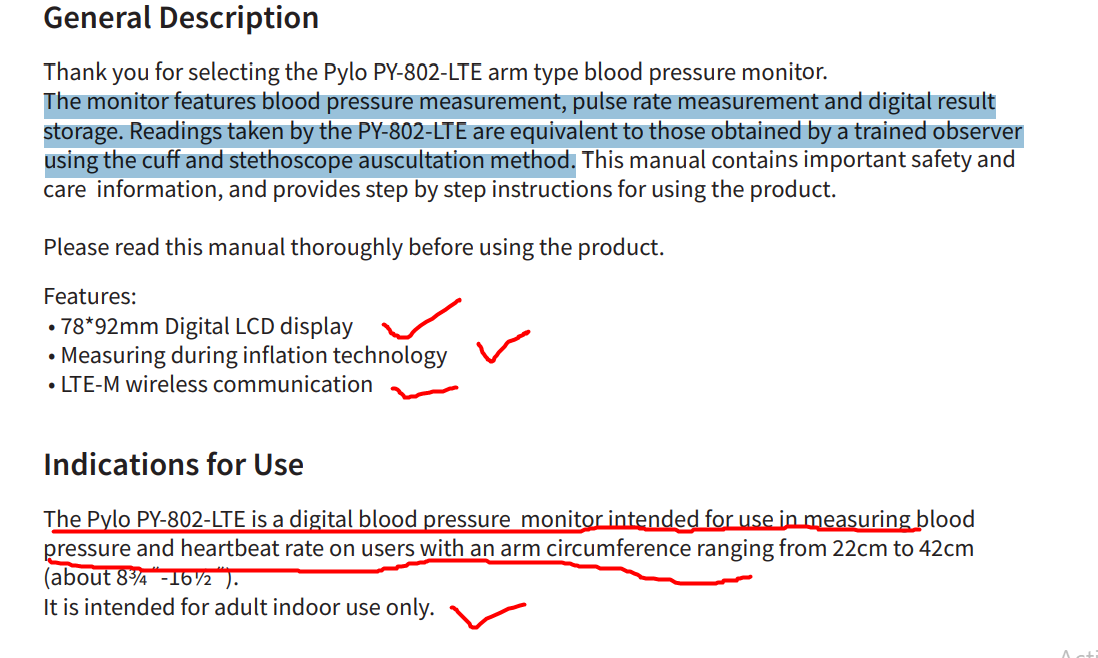 General Description
Thank you for selecting the Pylo PY-802-LTE arm type blood pressure monitor.
The monitor features blood pressure measurement, pulse rate measurement and digital result
storage. Readings taken by the PY-802-LTE are equivalent to those obtained by a trained observer
using the cuff and stethoscope auscultation method. This manual contains important safety and
care information, and provides step by step instructions for using the product.
Please read this manual thoroughly before using the product.
Features:
• 78*92mm Digital LCD display
• Measuring during inflation technology
• LTE-M wireless communication
Indications for Use
The Pylo PY-802-LTE is a digital blood pressure monitor intended for use in measuring blood
pressure and heartbeat rate on users with an arm circumference ranging from 22cm to 42cm
(about 8¾ ˝-16½ ˝).
It is intended for adult indoor use only.